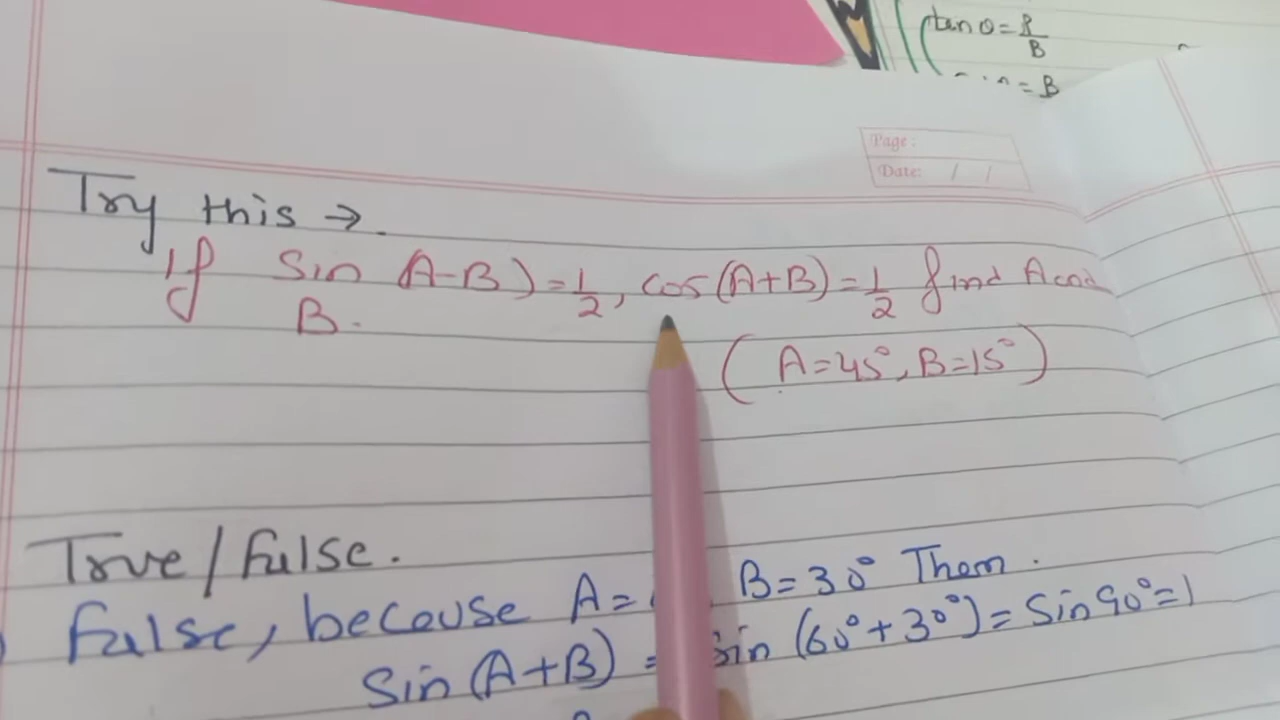 tan θ = P/B
= B
Page :
Date: / /
Try this →.
If Sin (A-B) = 1/2, cos(A+B) = 1/2 find A and
B.
(A=45°, B=15°)
True/False.
False, because A= B=30° Then.
Sin (A+B) = Sin (60°+30°) = Sin 90° = 1